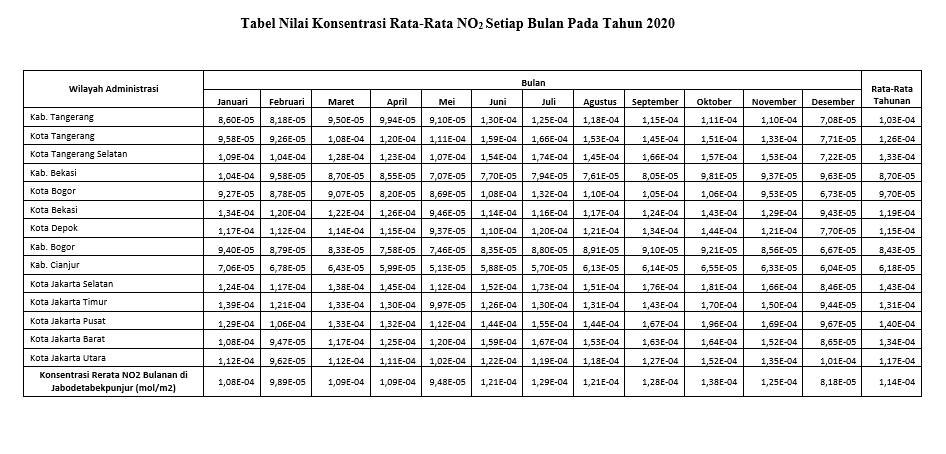 Tabel Nilai Konsentrasi Rata-Rata NO2 Setiap Bulan Pada Tahun 2020
Wilayah Administrasi Bulan Rata-Rata Tahunan
Januari Februari Maret April Mei Juni Juli Agustus September Oktober November Desember
Kab. Tangerang 8,60E-05 8,18E-05 9,50E-05 9,94E-05 9,10E-05 1,30E-04 1,25E-04 1,18E-04 1,15E-04 1,11E-04 1,10E-04 7,08E-05 1,03E-04
Kota Tangerang 9,58E-05 9,26E-05 1,08E-04 1,20E-04 1,11E-04 1,59E-04 1,66E-04 1,53E-04 1,45E-04 1,51E-04 1,33E-04 7,71E-05 1,26E-04
Kota Tangerang Selatan 1,09E-04 1,04E-04 1,28E-04 1,23E-04 1,07E-04 1,54E-04 1,74E-04 1,45E-04 1,66E-04 1,57E-04 1,53E-04 7,22E-05 1,33E-04
Kab. Bekasi 1,04E-04 9,58E-05 8,70E-05 8,55E-05 7,07E-05 7,70E-05 7,94E-05 7,61E-05 8,05E-05 9,81E-05 9,37E-05 9,63E-05 8,70E-05
Kota Bogor 9,27E-05 8,78E-05 9,07E-05 8,20E-05 8,69E-05 1,08E-04 1,32E-04 1,10E-04 1,05E-04 1,06E-04 9,53E-05 6,73E-05 9,70E-05
Kota Bekasi 1,34E-04 1,20E-04 1,22E-04 1,26E-04 9,46E-05 1,14E-04 1,16E-04 1,17E-04 1,24E-04 1,43E-04 1,29E-04 9,43E-05 1,19E-04
Kota Depok 1,17E-04 1,12E-04 1,14E-04 1,15E-04 9,37E-05 1,10E-04 1,20E-04 1,21E-04 1,34E-04 1,44E-04 1,21E-04 7,70E-05 1,15E-04
Kab. Bogor 9,40E-05 8,79E-05 8,33E-05 7,58E-05 7,46E-05 8,35E-05 8,80E-05 8,91E-05 9,10E-05 9,21E-05 8,56E-05 6,67E-05 8,43E-05
Kab. Cianjur 7,06E-05 6,78E-05 6,43E-05 5,99E-05 5,13E-05 5,88E-05 5,70E-05 6,13E-05 6,14E-05 6,55E-05 6,33E-05 6,04E-05 6,18E-05
Kota Jakarta Selatan 1,24E-04 1,17E-04 1,38E-04 1,45E-04 1,12E-04 1,52E-04 1,73E-04 1,51E-04 1,76E-04 1,81E-04 1,66E-04 8,46E-05 1,43E-04
Kota Jakarta Timur 1,39E-04 1,21E-04 1,33E-04 1,30E-04 9,97E-05 1,26E-04 1,30E-04 1,31E-04 1,43E-04 1,70E-04 1,50E-04 9,44E-05 1,31E-04
Kota Jakarta Pusat 1,29E-04 1,06E-04 1,33E-04 1,32E-04 1,12E-04 1,44E-04 1,55E-04 1,44E-04 1,67E-04 1,96E-04 1,69E-04 9,67E-05 1,40E-04
Kota Jakarta Barat 1,08E-04 9,47E-05 1,17E-04 1,25E-04 1,20E-04 1,59E-04 1,67E-04 1,53E-04 1,63E-04 1,64E-04 1,52E-04 8,65E-05 1,34E-04
Kota Jakarta Utara 1,12E-04 9,62E-05 1,12E-04 1,11E-04 1,02E-04 1,22E-04 1,19E-04 1,18E-04 1,27E-04 1,52E-04 1,35E-04 1,01E-04 1,17E-04
Konsentrasi Rerata NO2 Bulanan di
Jabodetabekpunjur (mol/m2) 1,08E-04 9,89E-05 1,09E-04 1,09E-04 9,48E-05 1,21E-04 1,29E-04 1,21E-04 1,28E-04 1,38E-04 1,25E-04 8,18E-05 1,14E-04